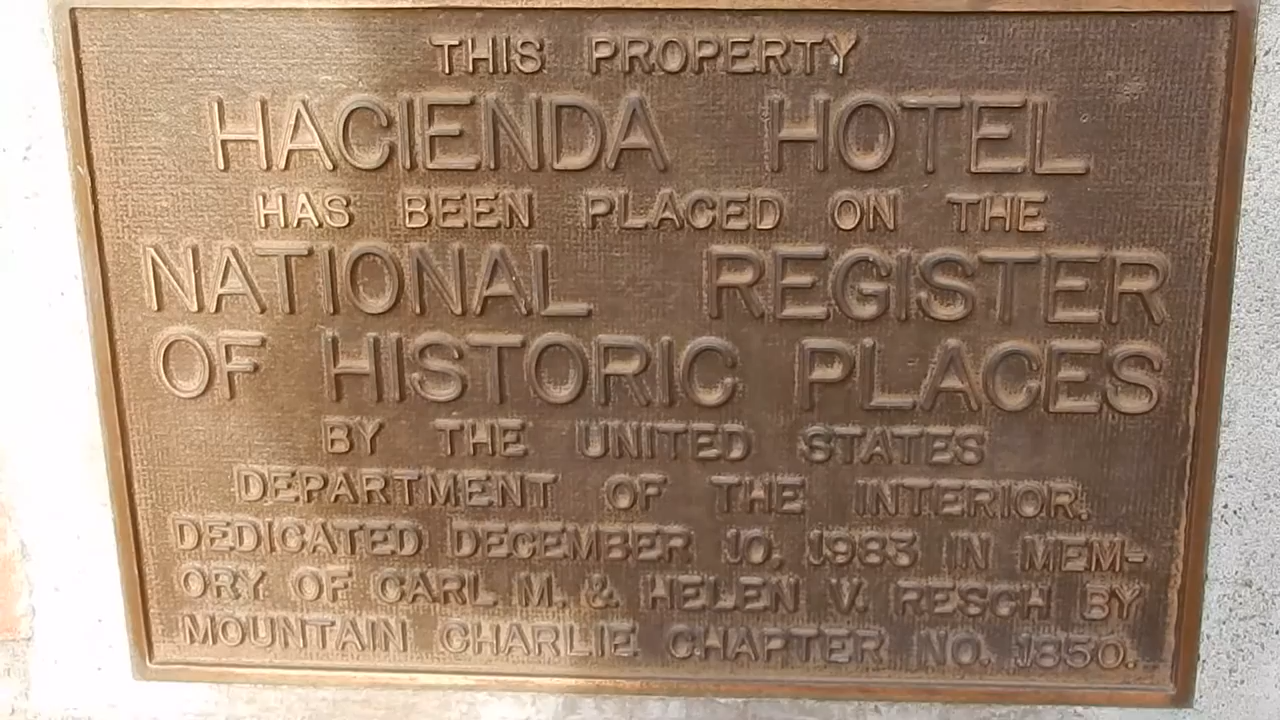 THIS PROPERTY
HACIENDA HOTEL
HAS BEEN PLACED ON THE
NATIONAL REGISTER
OF HISTORIC PLACES
BY THE UNITED STATES
DEPARTMENT OF THE INTERIOR.
DEDICATED DECEMBER 10, 1983 IN MEM-
ORY OF CARL M. & HELEN V. RESCH BY
MOUNTAIN CHARLIE CHAPTER NO. 1850.